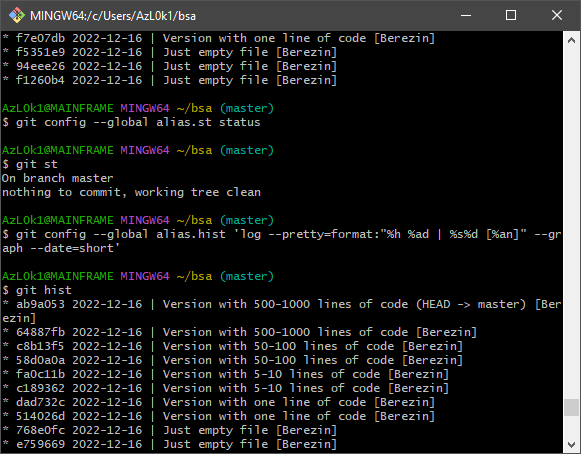 MINGW64:/c/Users/AzL0k1/bsa
* f7e07db 2022-12-16 | Version with one line of code [Berezin]
* f5351e9 2022-12-16 | Just empty file [Berezin]
* 94eee26 2022-12-16 | Just empty file [Berezin]
* f1260b4 2022-12-16 | Just empty file [Berezin]
AzL0k1@MAINFRAME MINGW64 ~/bsa (master)
$ git config --global alias.st status
AzL0k1@MAINFRAME MINGW64 ~/bsa (master)
$ git st
On branch master
nothing to commit, working tree clean
AzL0k1@MAINFRAME MINGW64 ~/bsa (master)
$ git config --global alias.hist 'log --pretty=format:"%h %ad | %s%d [%an]" --gr
aph --date=short'
AzL0k1@MAINFRAME MINGW64 ~/bsa (master)
$ git hist
* ab9a053 2022-12-16 | Version with 500-1000 lines of code (HEAD -> master) [Ber
ezin]
* 64887fb 2022-12-16 | Version with 500-1000 lines of code [Berezin]
* c8b13f5 2022-12-16 | Version with 50-100 lines of code [Berezin]
* 58d0a0a 2022-12-16 | Version with 50-100 lines of code [Berezin]
* fa0c11b 2022-12-16 | Version with 5-10 lines of code [Berezin]
* c189362 2022-12-16 | Version with 5-10 lines of code [Berezin]
* dad732c 2022-12-16 | Version with one line of code [Berezin]
* 514026d 2022-12-16 | Version with one line of code [Berezin]
* 768e0fc 2022-12-16 | Just empty file [Berezin]
* e759669 2022-12-16 | Just empty file [Berezin]